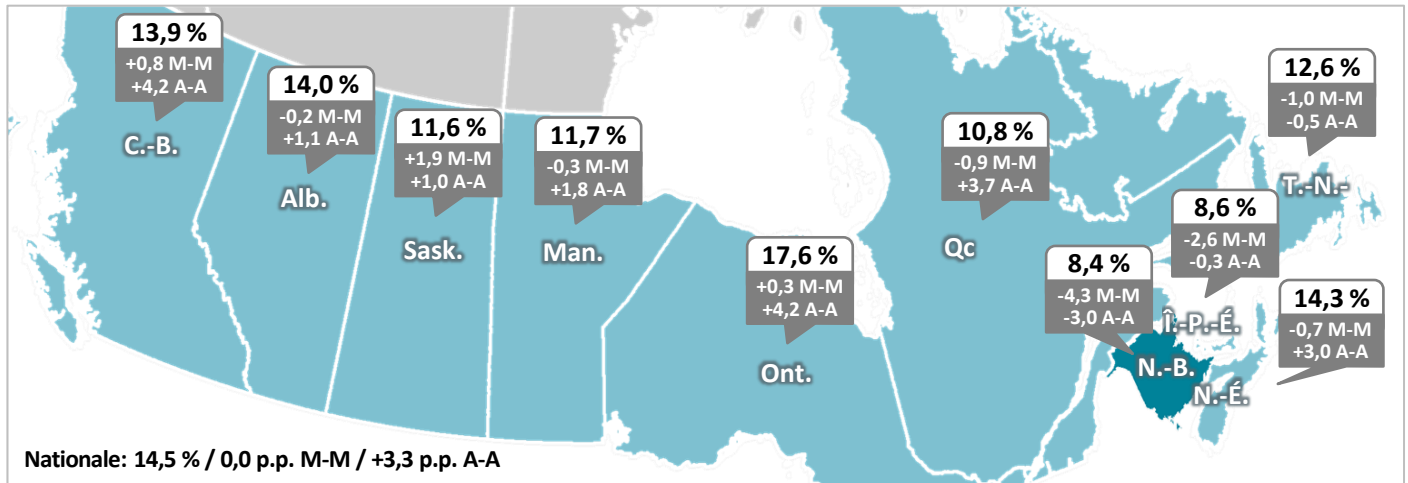 13,9 %
+0,8 M-M
+4,2 A-A
C.-B.
14,0 %
-0,2 M-M
+1,1 A-A
Alb.
11,6 %
+1,9 M-M
+1,0 A-A
Sask.
11,7 %
-0,3 M-M
+1,8 A-A
Man.
17,6 %
+0,3 M-M
+4,2 A-A
Ont.
10,8 %
-0,9 M-M
+3,7 A-A
Qc
12,6 %
-1,0 M-M
-0,5 A-A
T.-N.-
8,6 %
-2,6 M-M
-0,3 A-A
Î.-P.-É.
8,4 %
-4,3 M-M
-3,0 A-A
N.-B.
14,3 %
-0,7 M-M
+3,0 A-A
N.-É.
Nationale: 14,5 % / 0,0 p.p. M-M / +3,3 p.p. A-A